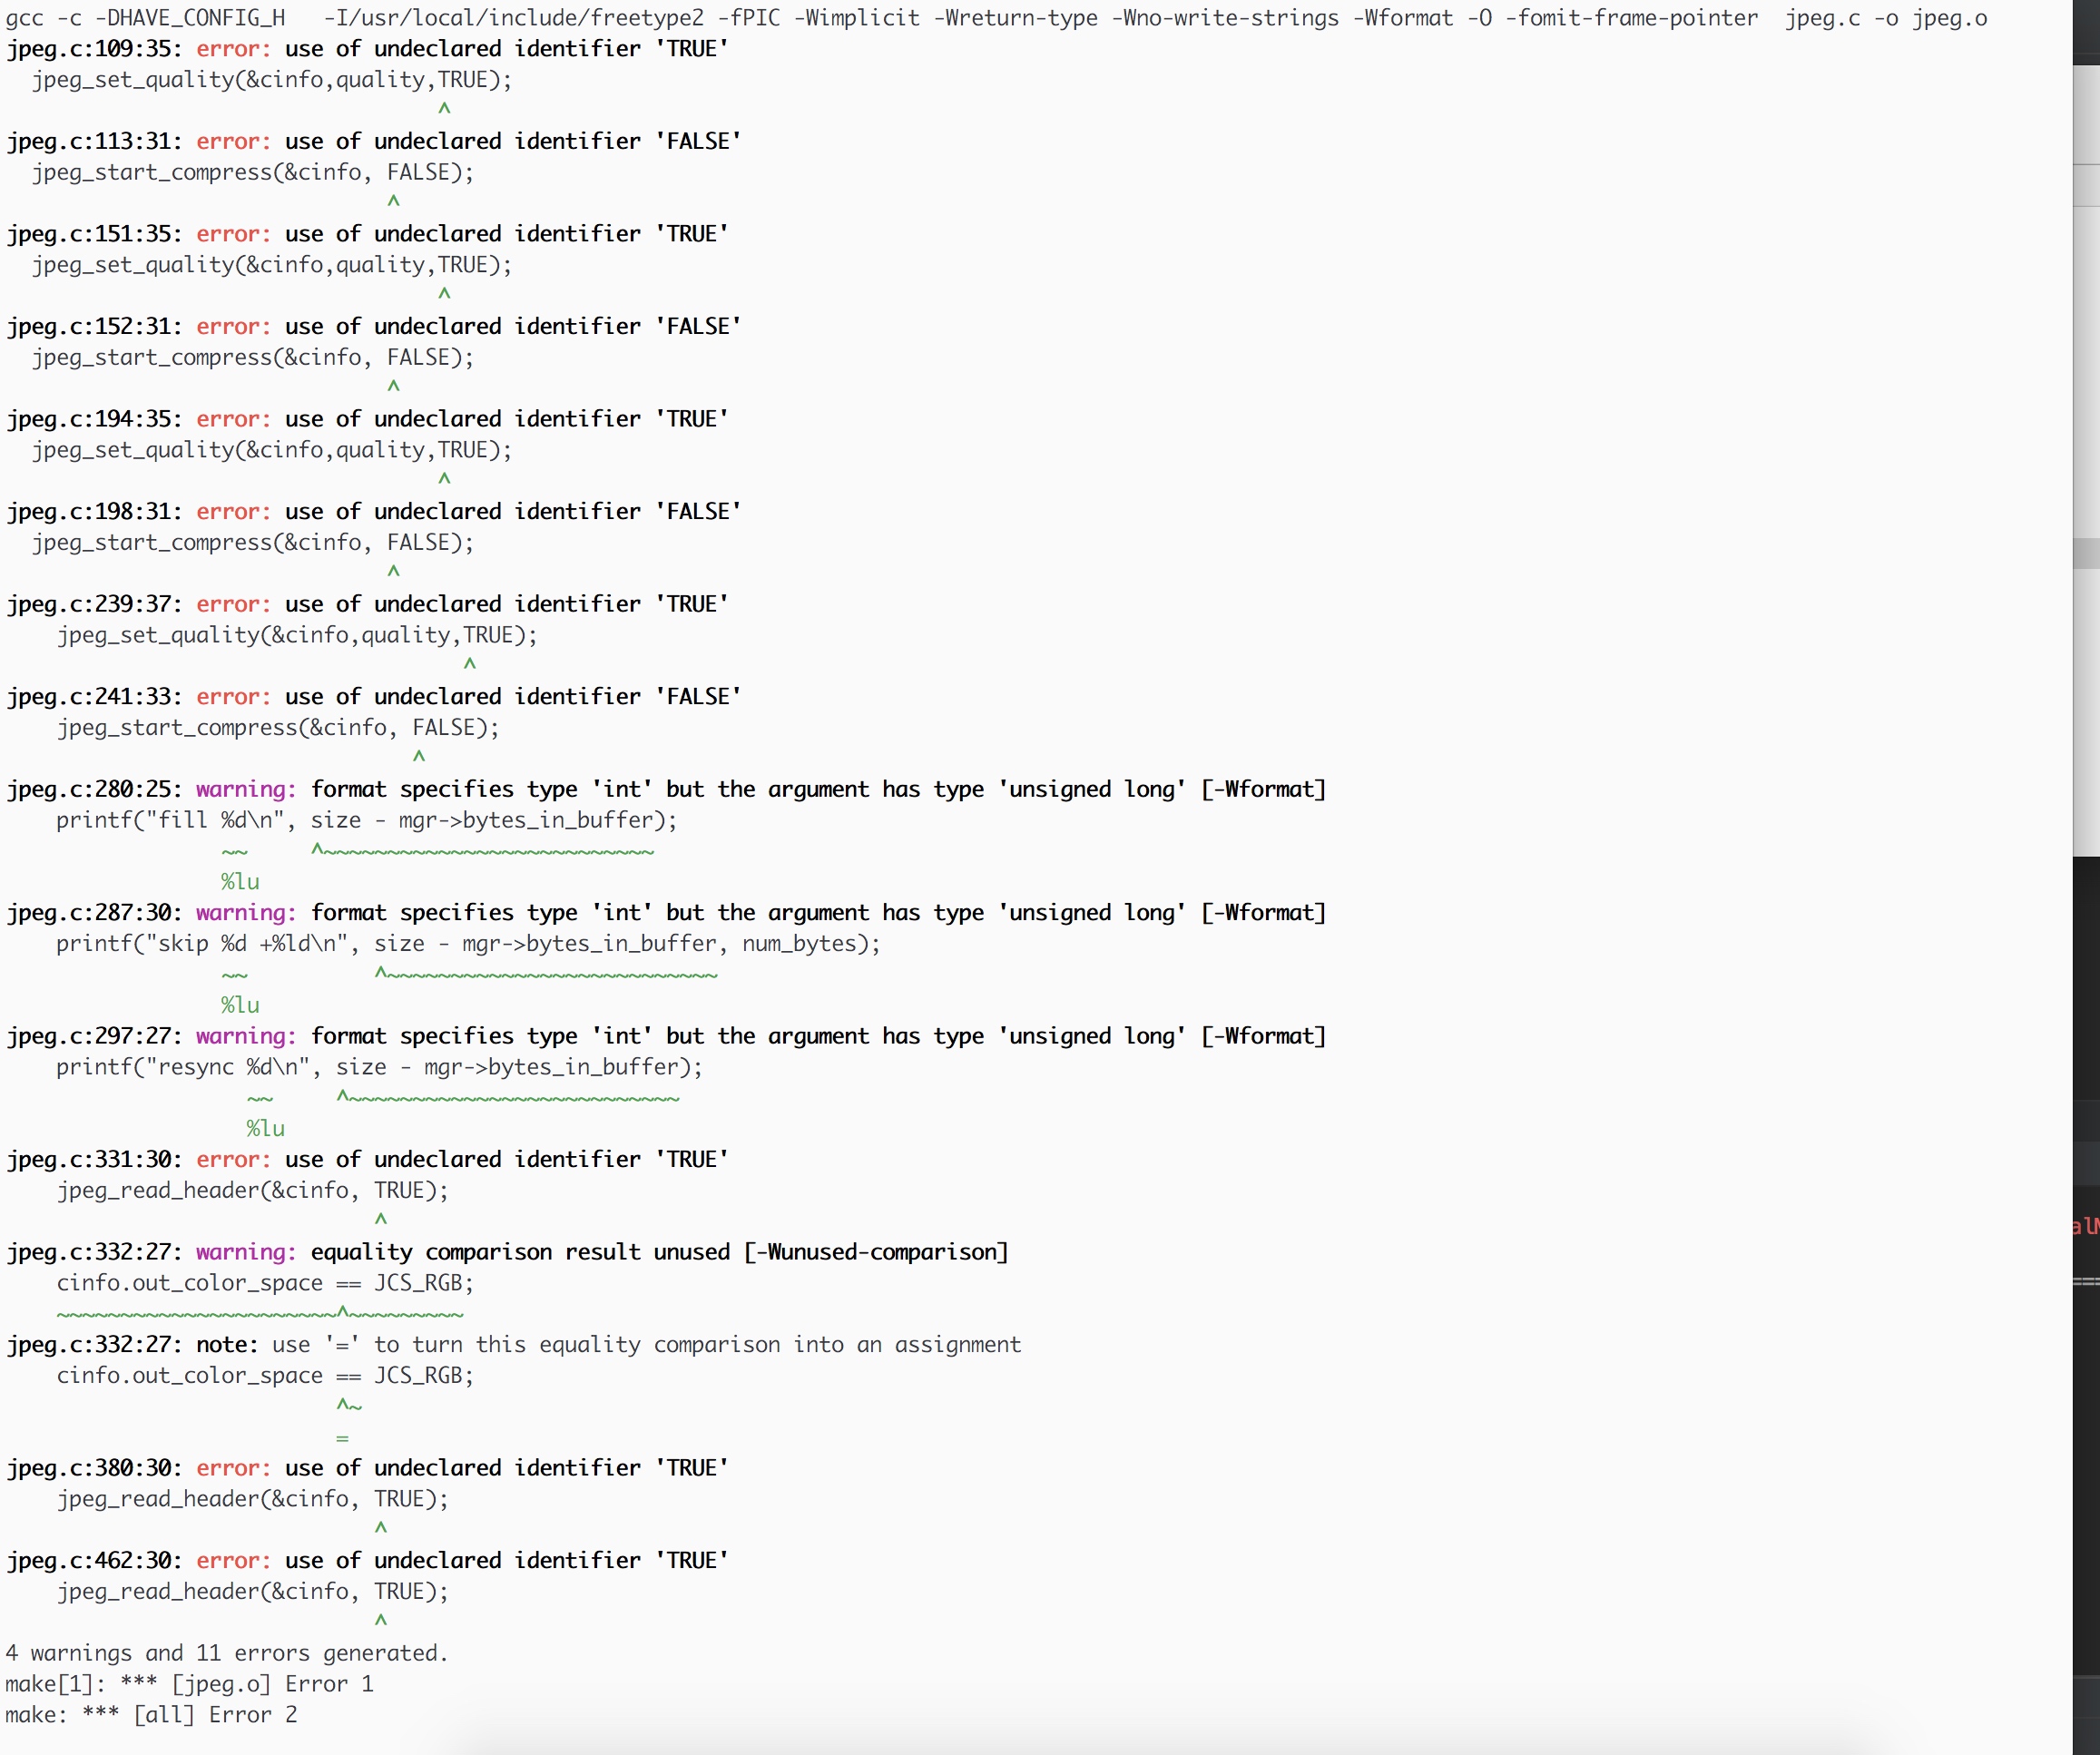 gcc -c -DHAVE_CONFIG_H   -I/usr/local/include/freetype2 -fPIC -Wimplicit -Wreturn-type -Wno-write-strings -Wformat -O -fomit-frame-pointer  jpeg.c -o jpeg.o
jpeg.c:109:35: error: use of undeclared identifier 'TRUE'
  jpeg_set_quality(&cinfo,quality,TRUE);
                                  ^
jpeg.c:113:31: error: use of undeclared identifier 'FALSE'
  jpeg_start_compress(&cinfo, FALSE);
                              ^
jpeg.c:151:35: error: use of undeclared identifier 'TRUE'
  jpeg_set_quality(&cinfo,quality,TRUE);
                                  ^
jpeg.c:152:31: error: use of undeclared identifier 'FALSE'
  jpeg_start_compress(&cinfo, FALSE);
                              ^
jpeg.c:194:35: error: use of undeclared identifier 'TRUE'
  jpeg_set_quality(&cinfo,quality,TRUE);
                                  ^
jpeg.c:198:31: error: use of undeclared identifier 'FALSE'
  jpeg_start_compress(&cinfo, FALSE);
                              ^
jpeg.c:239:37: error: use of undeclared identifier 'TRUE'
    jpeg_set_quality(&cinfo,quality,TRUE);
                                    ^
jpeg.c:241:33: error: use of undeclared identifier 'FALSE'
    jpeg_start_compress(&cinfo, FALSE);
                                ^
jpeg.c:280:25: warning: format specifies type 'int' but the argument has type 'unsigned long' [-Wformat]
    printf("fill %d\n", size - mgr->bytes_in_buffer);
                 ~~     ^~~~~~~~~~~~~~~~~~~~~~~~~~~
                 %lu
jpeg.c:287:30: warning: format specifies type 'int' but the argument has type 'unsigned long' [-Wformat]
    printf("skip %d +%ld\n", size - mgr->bytes_in_buffer, num_bytes);
                 ~~          ^~~~~~~~~~~~~~~~~~~~~~~~~~~
                 %lu
jpeg.c:297:27: warning: format specifies type 'int' but the argument has type 'unsigned long' [-Wformat]
    printf("resync %d\n", size - mgr->bytes_in_buffer);
                   ~~     ^~~~~~~~~~~~~~~~~~~~~~~~~~~
                   %lu
jpeg.c:331:30: error: use of undeclared identifier 'TRUE'
    jpeg_read_header(&cinfo, TRUE);
                             ^
jpeg.c:332:27: warning: equality comparison result unused [-Wunused-comparison]
    cinfo.out_color_space == JCS_RGB;
    ~~~~~~~~~~~~~~~~~~~~~~^~~~~~~~~~
jpeg.c:332:27: note: use '=' to turn this equality comparison into an assignment
    cinfo.out_color_space == JCS_RGB;
                          ^~
                          =
jpeg.c:380:30: error: use of undeclared identifier 'TRUE'
    jpeg_read_header(&cinfo, TRUE);
                             ^
jpeg.c:462:30: error: use of undeclared identifier 'TRUE'
    jpeg_read_header(&cinfo, TRUE);
                             ^
4 warnings and 11 errors generated.
make[1]: *** [jpeg.o] Error 1
make: *** [all] Error 2